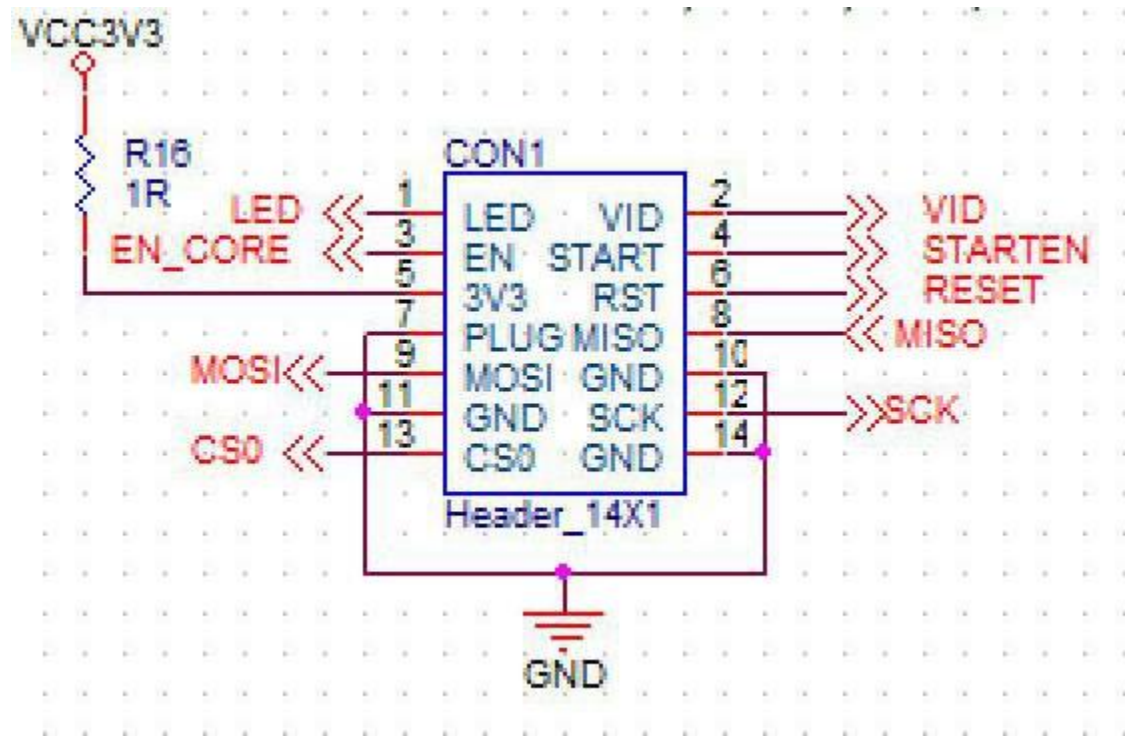 VCC3V3
R16
1R
CON1
LED 1 LED VID 2 VID
EN_CORE 3 EN START 4 STARTEN
5 3V3 RST 6 RESET
7 PLUG MISO 8 MISO
MOSI 9 MOSI GND 10
11 GND SCK 12 SCK
CS0 13 CS0 GND 14
Header_14X1
GND